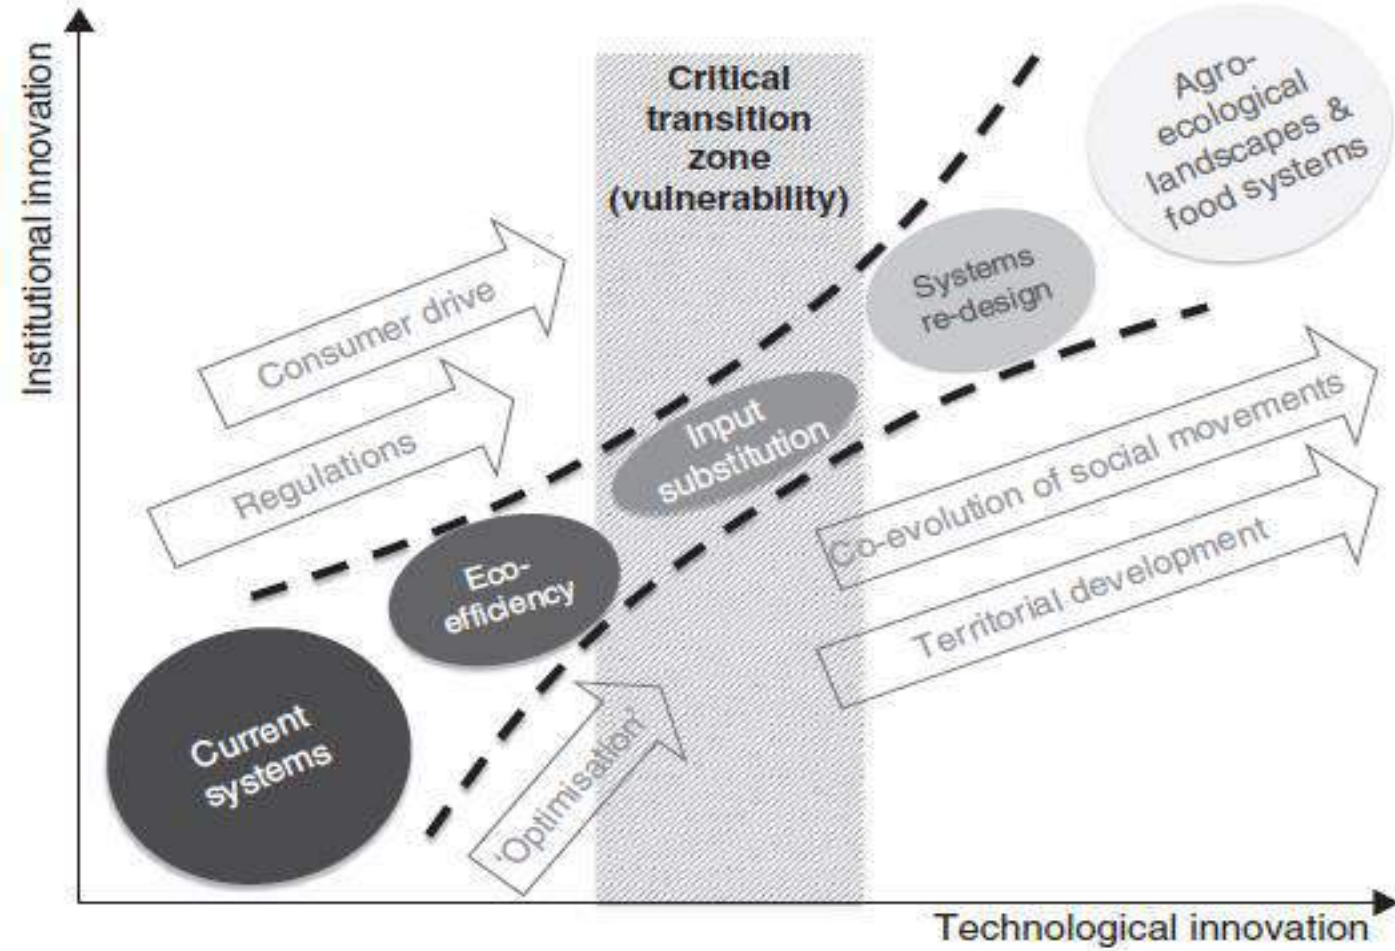 Institutional innovation
Critical
transition
zone
(vulnerability)
Agro-
ecological
landscapes &
food systems
Systems
re-design
Consumer drive
Regulations
Input
substitution
Eco-
efficiency
Current
systems
'Optimisation'
Co-evolution of social movements
Territorial development
Technological innovation